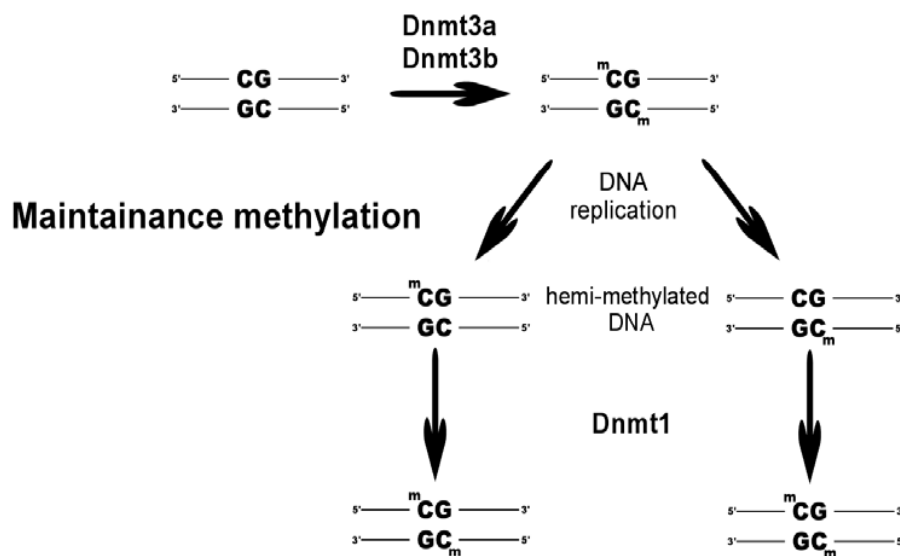 Dnmt3a
Dnmt3b
5' CG 3'
3' GC 5'
5' mCG 3'
3' GCm 5'
DNA
replication
Maintainance methylation
5' mCG 3'
3' GC 5'
hemi-methylated
DNA
5' CG 3'
3' GCm 5'
Dnmt1
5' mCG 3'
3' GCm 5'
5' mCG 3'
3' GCm 5'